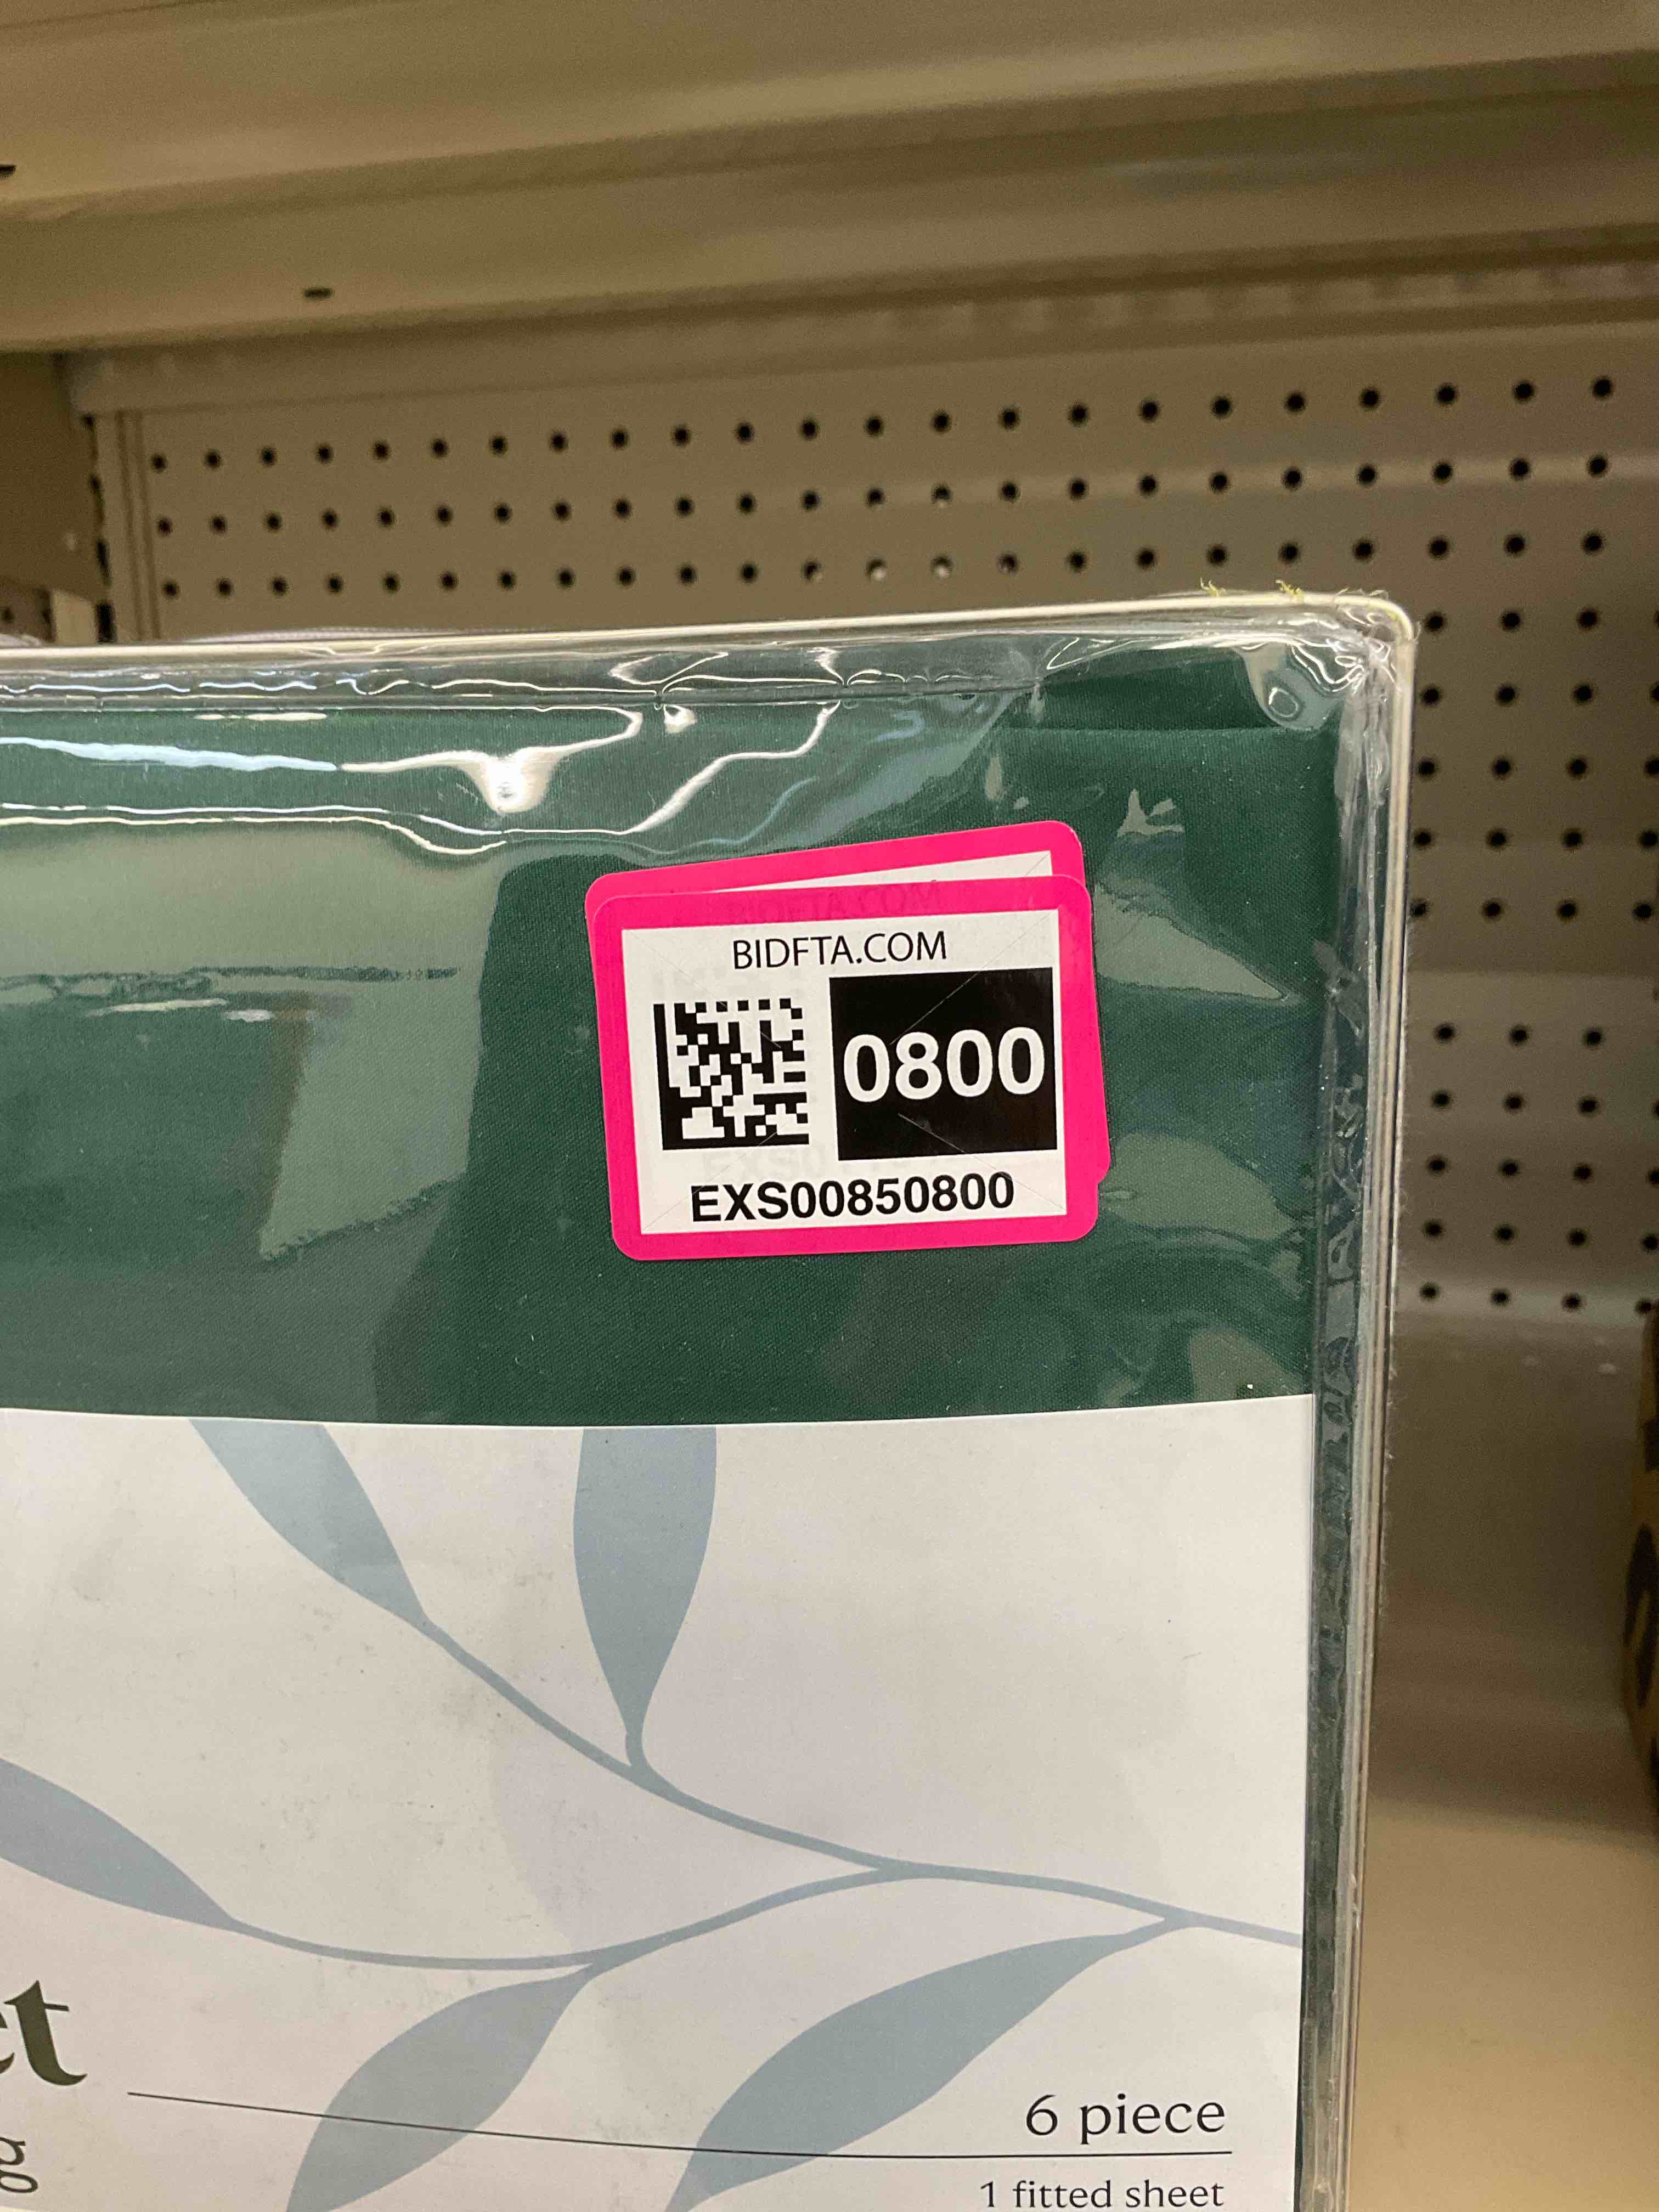 BIDFTA.COM
0800
EXS00850800
6 piece
1 fitted sheet